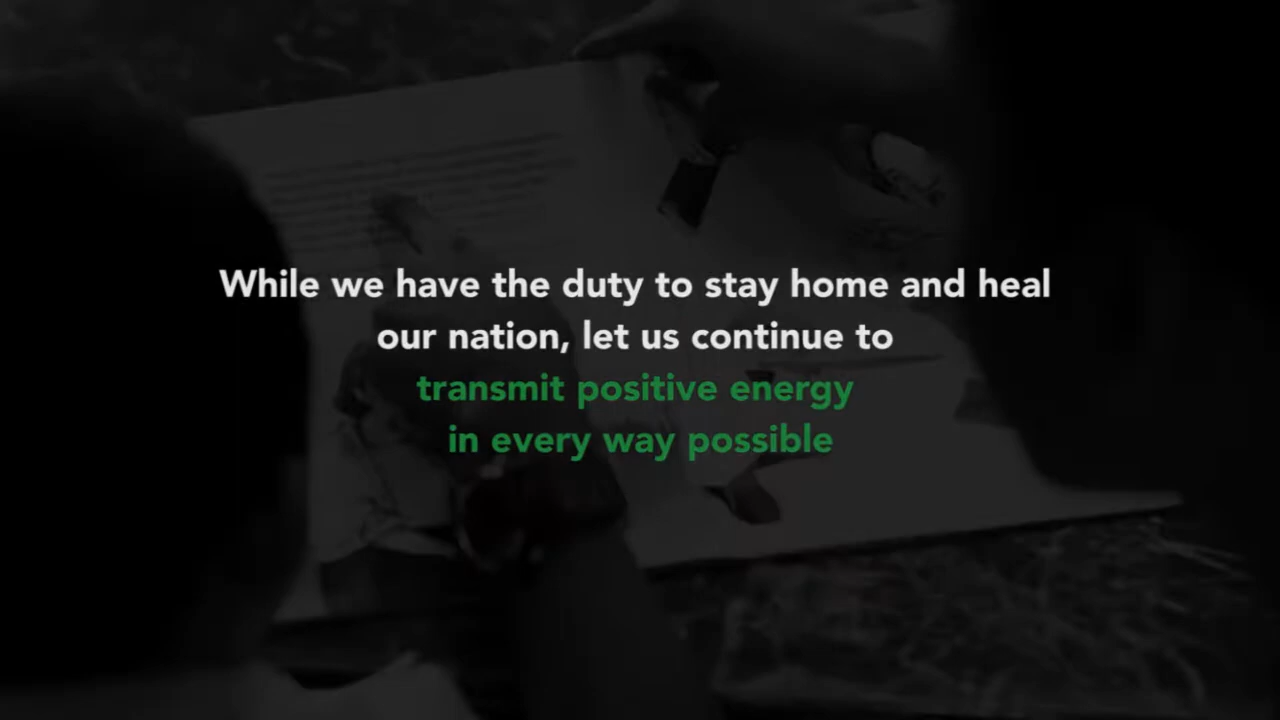 While we have the duty to stay home and heal
our nation, let us continue to
transmit positive energy
in every way possible